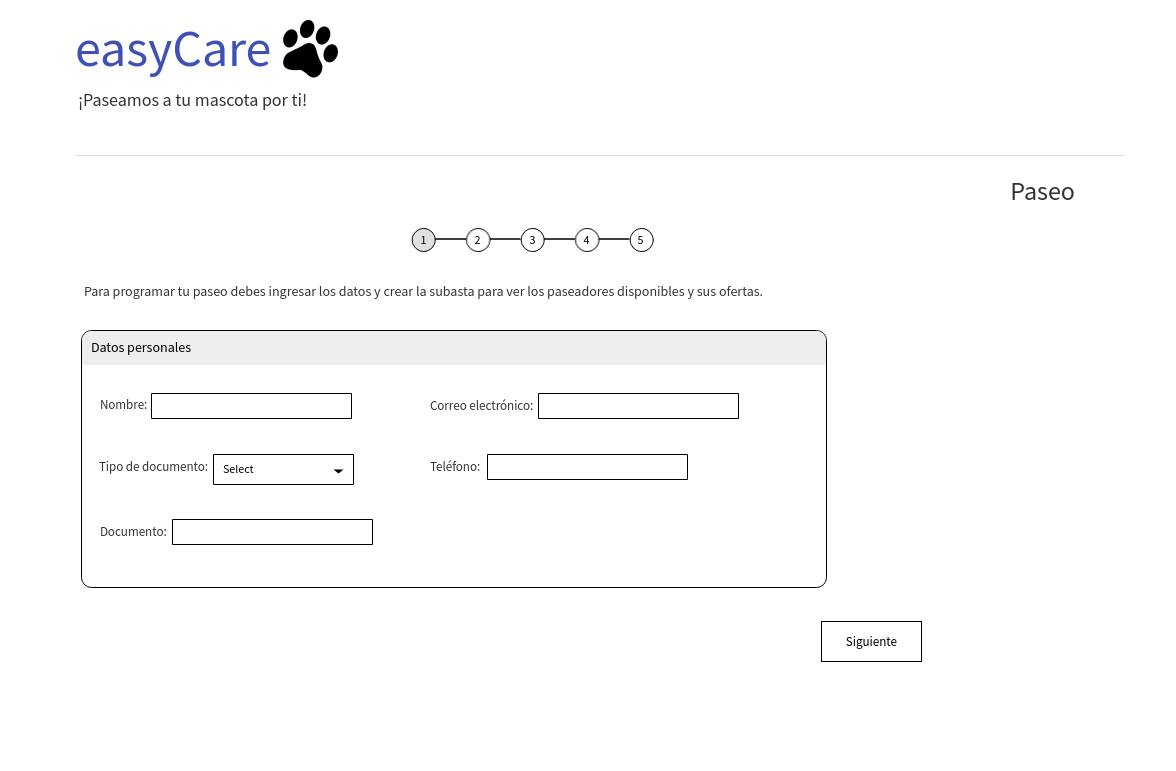 easyCare
¡Paseamos a tu mascota por ti!
Paseo
1 2 3 4 5
Para programar tu paseo debes ingresar los datos y crear la subasta para ver los paseadores disponibles y sus ofertas.
Datos personales
Nombre:
Correo electrónico:
Tipo de documento: Select
Teléfono:
Documento:
Siguiente